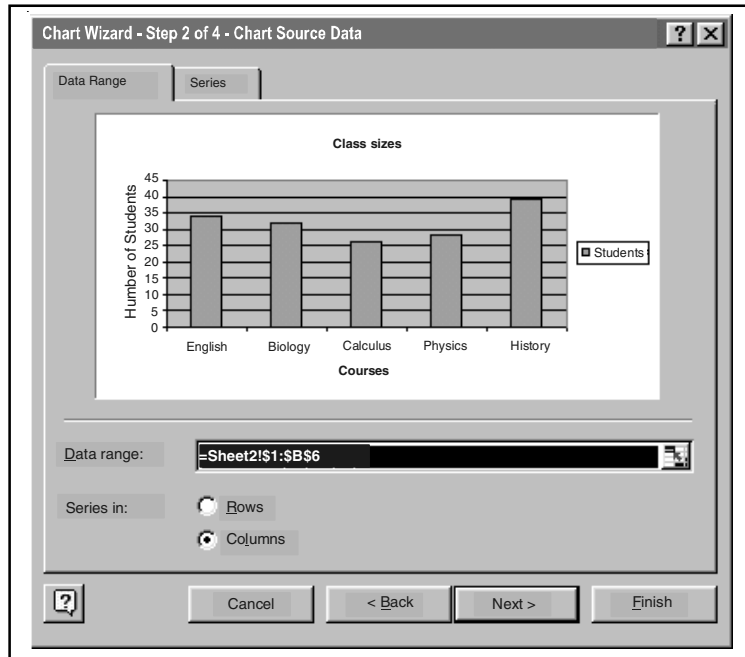 Chart Wizard - Step 2 of 4 - Chart Source Data
? X
Data Range
Series
Class sizes
Humber of Students
45
40
35
30
25
20
15
10
5
0
English Biology Calculus Physics History
Courses
Students
Data range:
=Sheet2!$1:$B$6
Series in:
Rows
Columns
?
Cancel
< Back
Next >
Finish